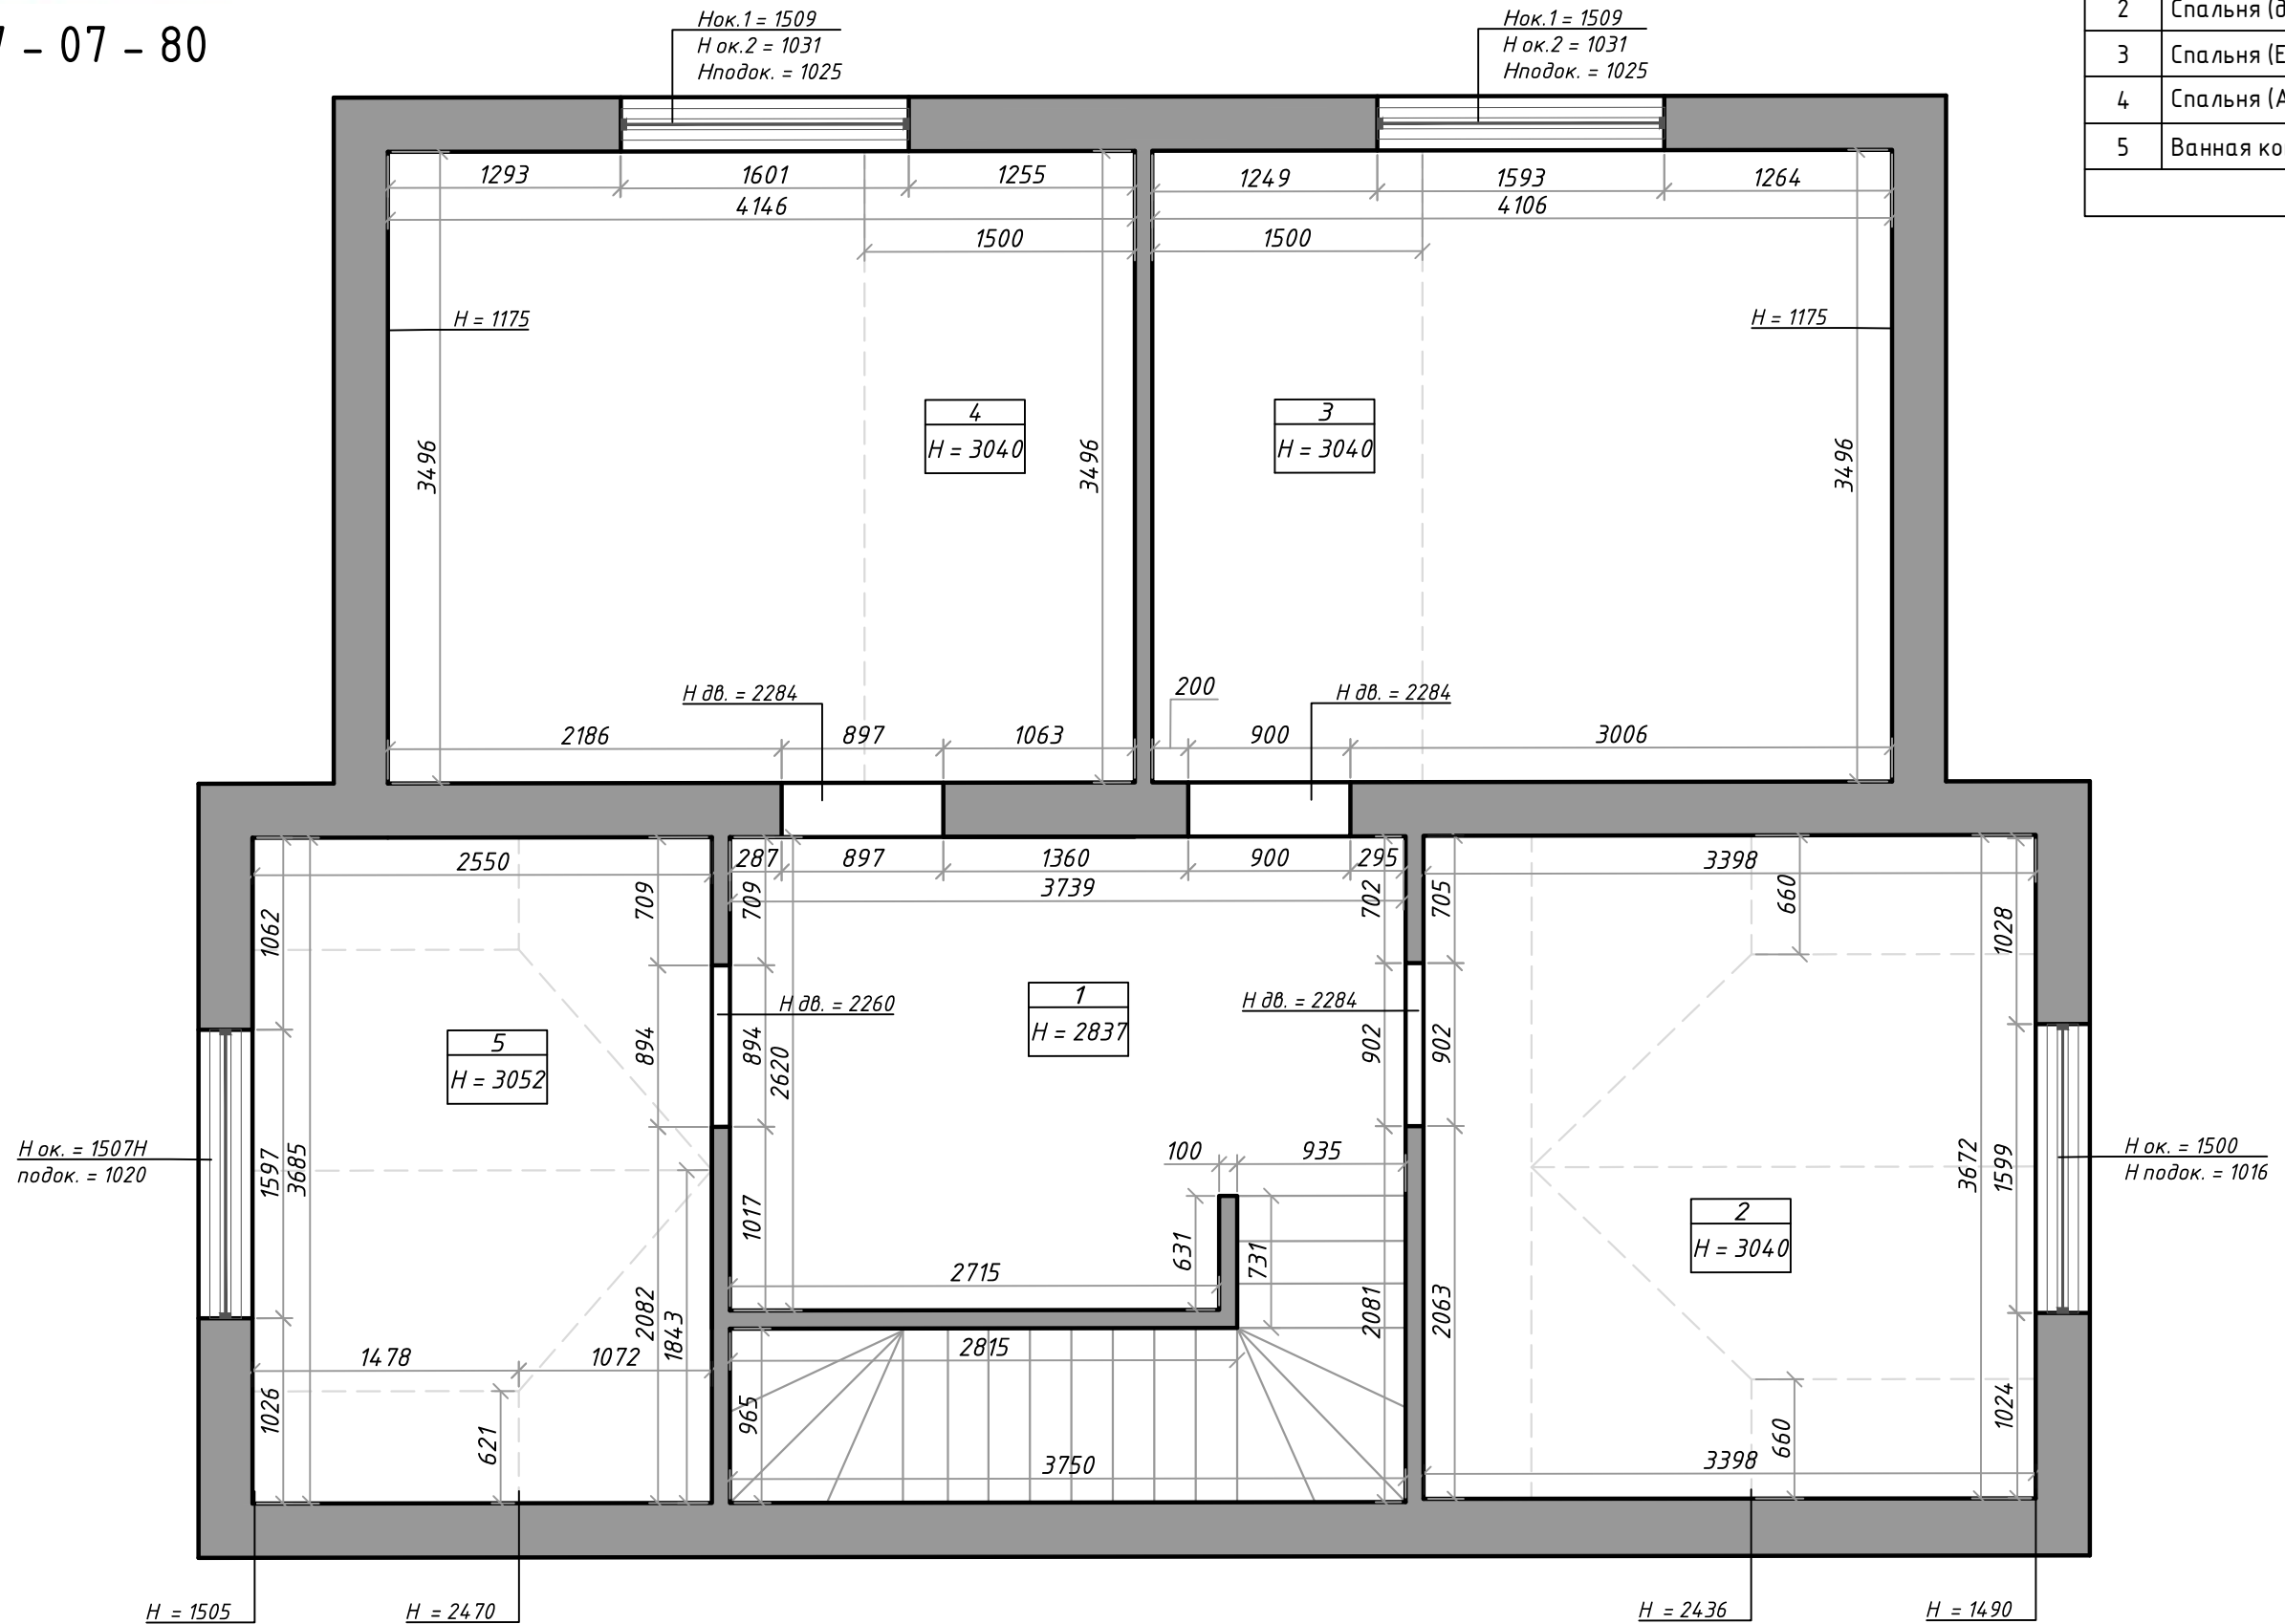 – 07 – 80
Нок.1 = 1509
Н ок.2 = 1031
Нподок. = 1025
Нок.1 = 1509
Н ок.2 = 1031
Нподок. = 1025
2 Спальня
3 Спальня
4 Спальня
5 Ванная
1293 1601 1255
4146
1500
1249 1593 1264
4106
1500
Н = 1175
Н = 1175
4
Н = 3040
3
Н = 3040
3496
3496
3496
Н дв. = 2284
200
Н дв. = 2284
2186 897 1063
900 3006
2550
287 897 1360 900 295
3739
3398
709
709
702
705
660
1062
1028
Н дв. = 2260
Н дв. = 2284
1
Н = 2837
5
Н = 3052
894
894
2620
902
902
Н ок. = 1507Н
подок. = 1020
1597
3685
100 935
3672
1599
Н ок. = 1500
Н подок. = 1016
1017
631
731
2
Н = 3040
2715
2082
1843
2081
2063
1478 1072
2815
1026
621
965
3750
660
1024
3398
Н = 1505
Н = 2470
Н = 2436
Н = 1490